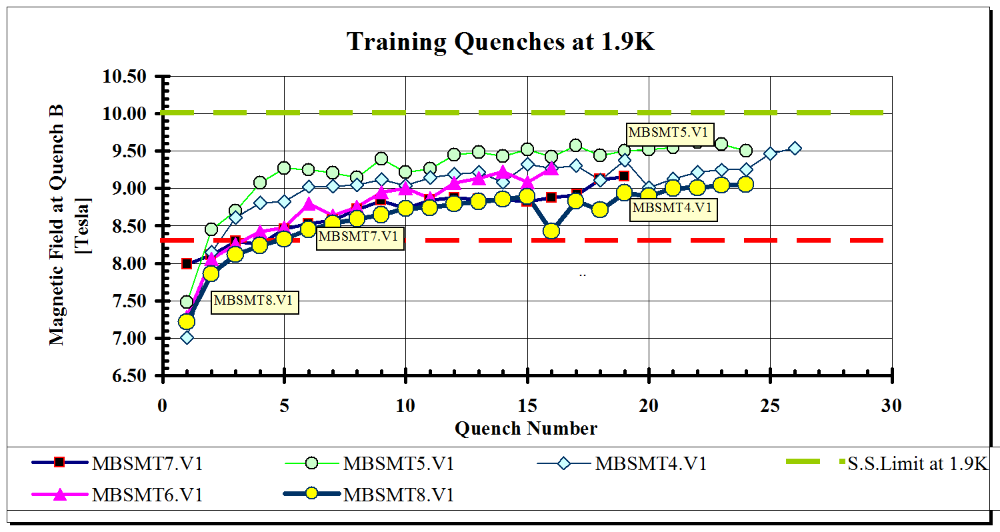 Training Quenches at 1.9K
Magnetic Field at Quench B
[Tesla]
10.50
10.00
9.50
9.00
8.50
8.00
7.50
7.00
6.50
MBSMT5.V1
MBSMT4.V1
MBSMT7.V1
..
MBSMT8.V1
0 5 10 15 20 25 30
Quench Number
MBSMT7.V1 MBSMT5.V1 MBSMT4.V1 S.S.Limit at 1.9K
MBSMT6.V1 MBSMT8.V1